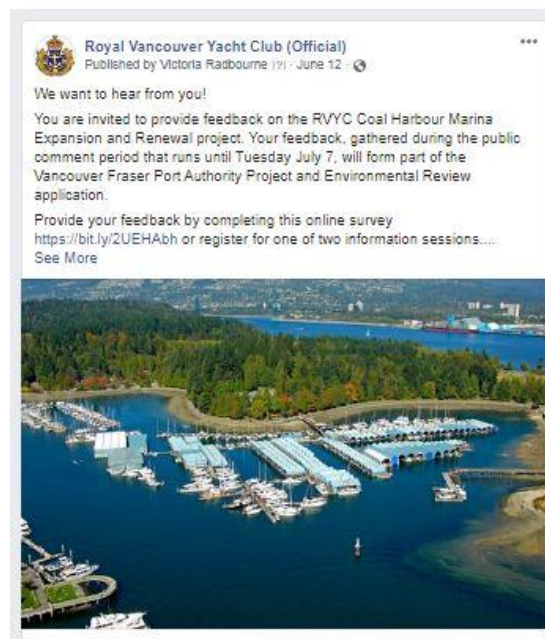 Royal Vancouver Yacht Club (Official)
Published by Victoria Radbourne [?] · June 12 ·
We want to hear from you!
You are invited to provide feedback on the RVYC Coal Harbour Marina
Expansion and Renewal project. Your feedback, gathered during the public
comment period that runs until Tuesday July 7, will form part of the
Vancouver Fraser Port Authority Project and Environmental Review
application.
Provide your feedback by completing this online survey
https://bit.ly/2UEHAbh or register for one of two information sessions....
See More